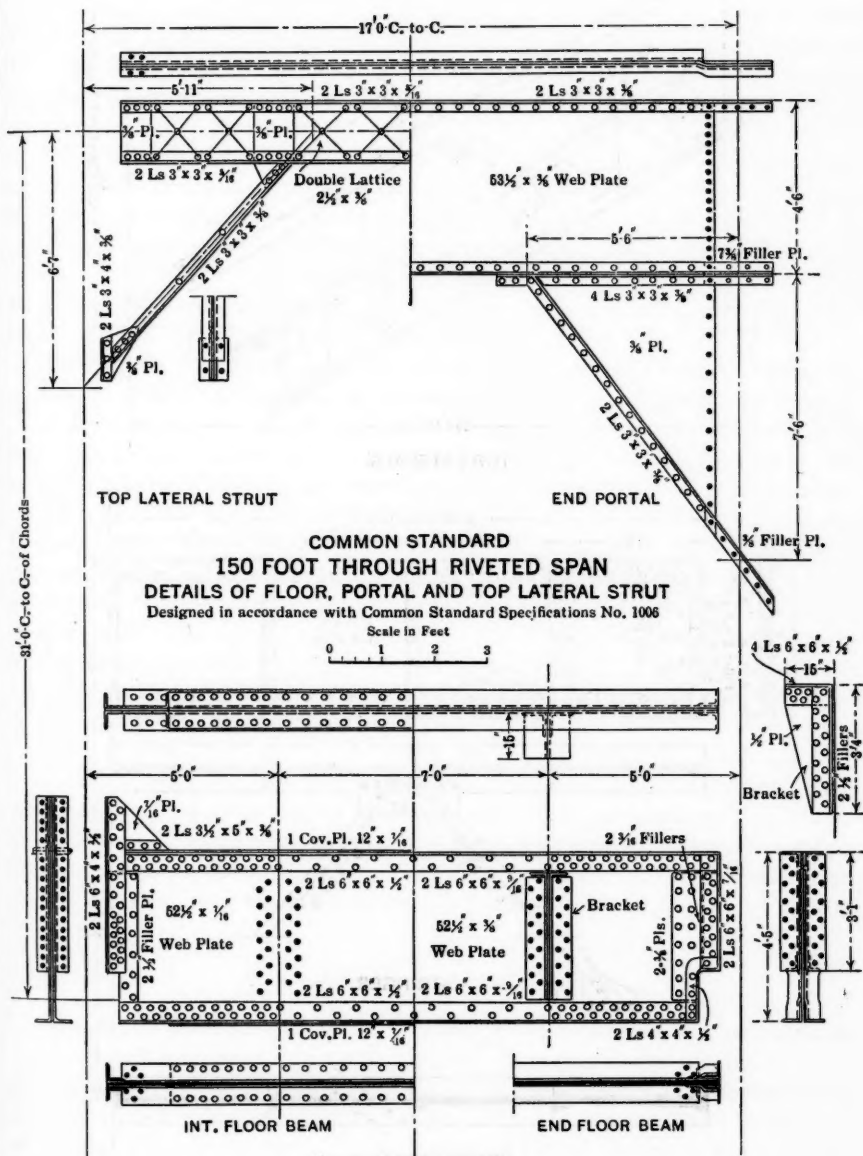 17'0"C. to C.
5'-11"
2 Ls 3"x 3"x 5/16"
2 Ls 3"x 3"x 3/8"
3/8" Pl.
3/8" Pl.
2 Ls 3"x 3"x 5/16"
Double Lattice
2½"x 3/8"
53½"x 3/8" Web Plate
4'-6"
5'-6"
7 3/8" Filler Pl.
4 Ls 3"x 3"x 3/8"
6'-7"
2 Ls 3"x 3"x 3/8"
2 Ls 3"x 4"x 3/8"
3/8" Pl.
3/8" Pl.
2 Ls 3"x 3"x 3/8"
7'-6"
3/8" Filler Pl.
TOP LATERAL STRUT
END PORTAL
31'-0"C. to C. of Chords
COMMON STANDARD
150 FOOT THROUGH RIVETED SPAN
DETAILS OF FLOOR, PORTAL AND TOP LATERAL STRUT
Designed in accordance with Common Standard Specifications No. 1006
Scale in Feet
0 1 2 3
4 Ls 6"x 6"x ½"
15"
½" Pl.
Bracket
2 ½" Fillers
3'-4"
15"
5'-0"
7'-0"
5'-0"
Pl.
2 Ls 3½"x 5"x 3/8"
1 Cov. Pl. 12"x 7/16"
2 5/16" Fillers
2 Ls 6"x 4"x ½"
2 Ls 6"x 6"x ½"
2 Ls 6"x 6"x 9/16"
52½"x 7/16"
Web Plate
2 ½" Filler Pl.
52½"x 3/8"
Web Plate
Bracket
2-3/8" Pls.
2 Ls 6"x 6"x 7/16"
4'-5"
3'-1"
2 Ls 6"x 6"x ½"
2 Ls 6"x 6"x 9/16"
1 Cov. Pl. 12"x 7/16"
2 Ls 4"x 4"x ½"
INT. FLOOR BEAM
END FLOOR BEAM